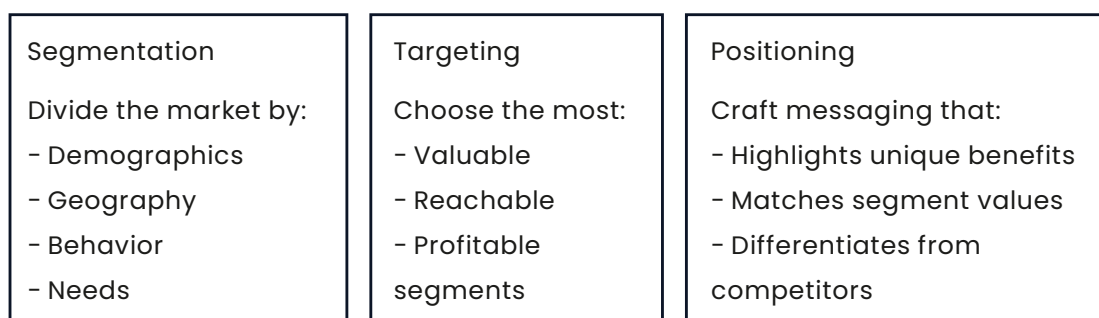 Segmentation
Divide the market by:
- Demographics
- Geography
- Behavior
- Needs
Targeting
Choose the most:
- Valuable
- Reachable
- Profitable
segments
Positioning
Craft messaging that:
- Highlights unique benefits
- Matches segment values
- Differentiates from
competitors